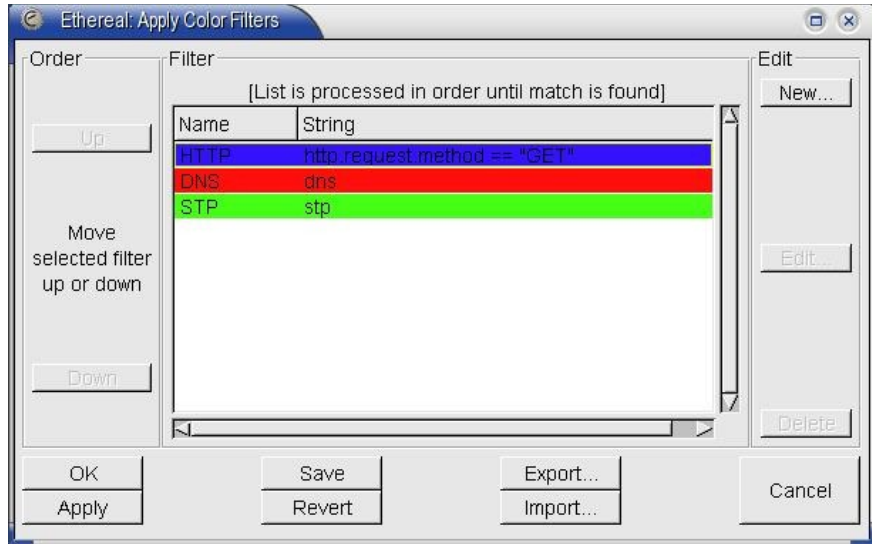 Ethereal: Apply Color Filters
Order
Filter
Edit
[List is processed in order until match is found]
New...
Up
Name String
HTTP http.request.method == "GET"
DNS dns
STP stp
Move
selected filter
up or down
Edit...
Down
Delete
OK
Save
Export...
Cancel
Apply
Revert
Import...